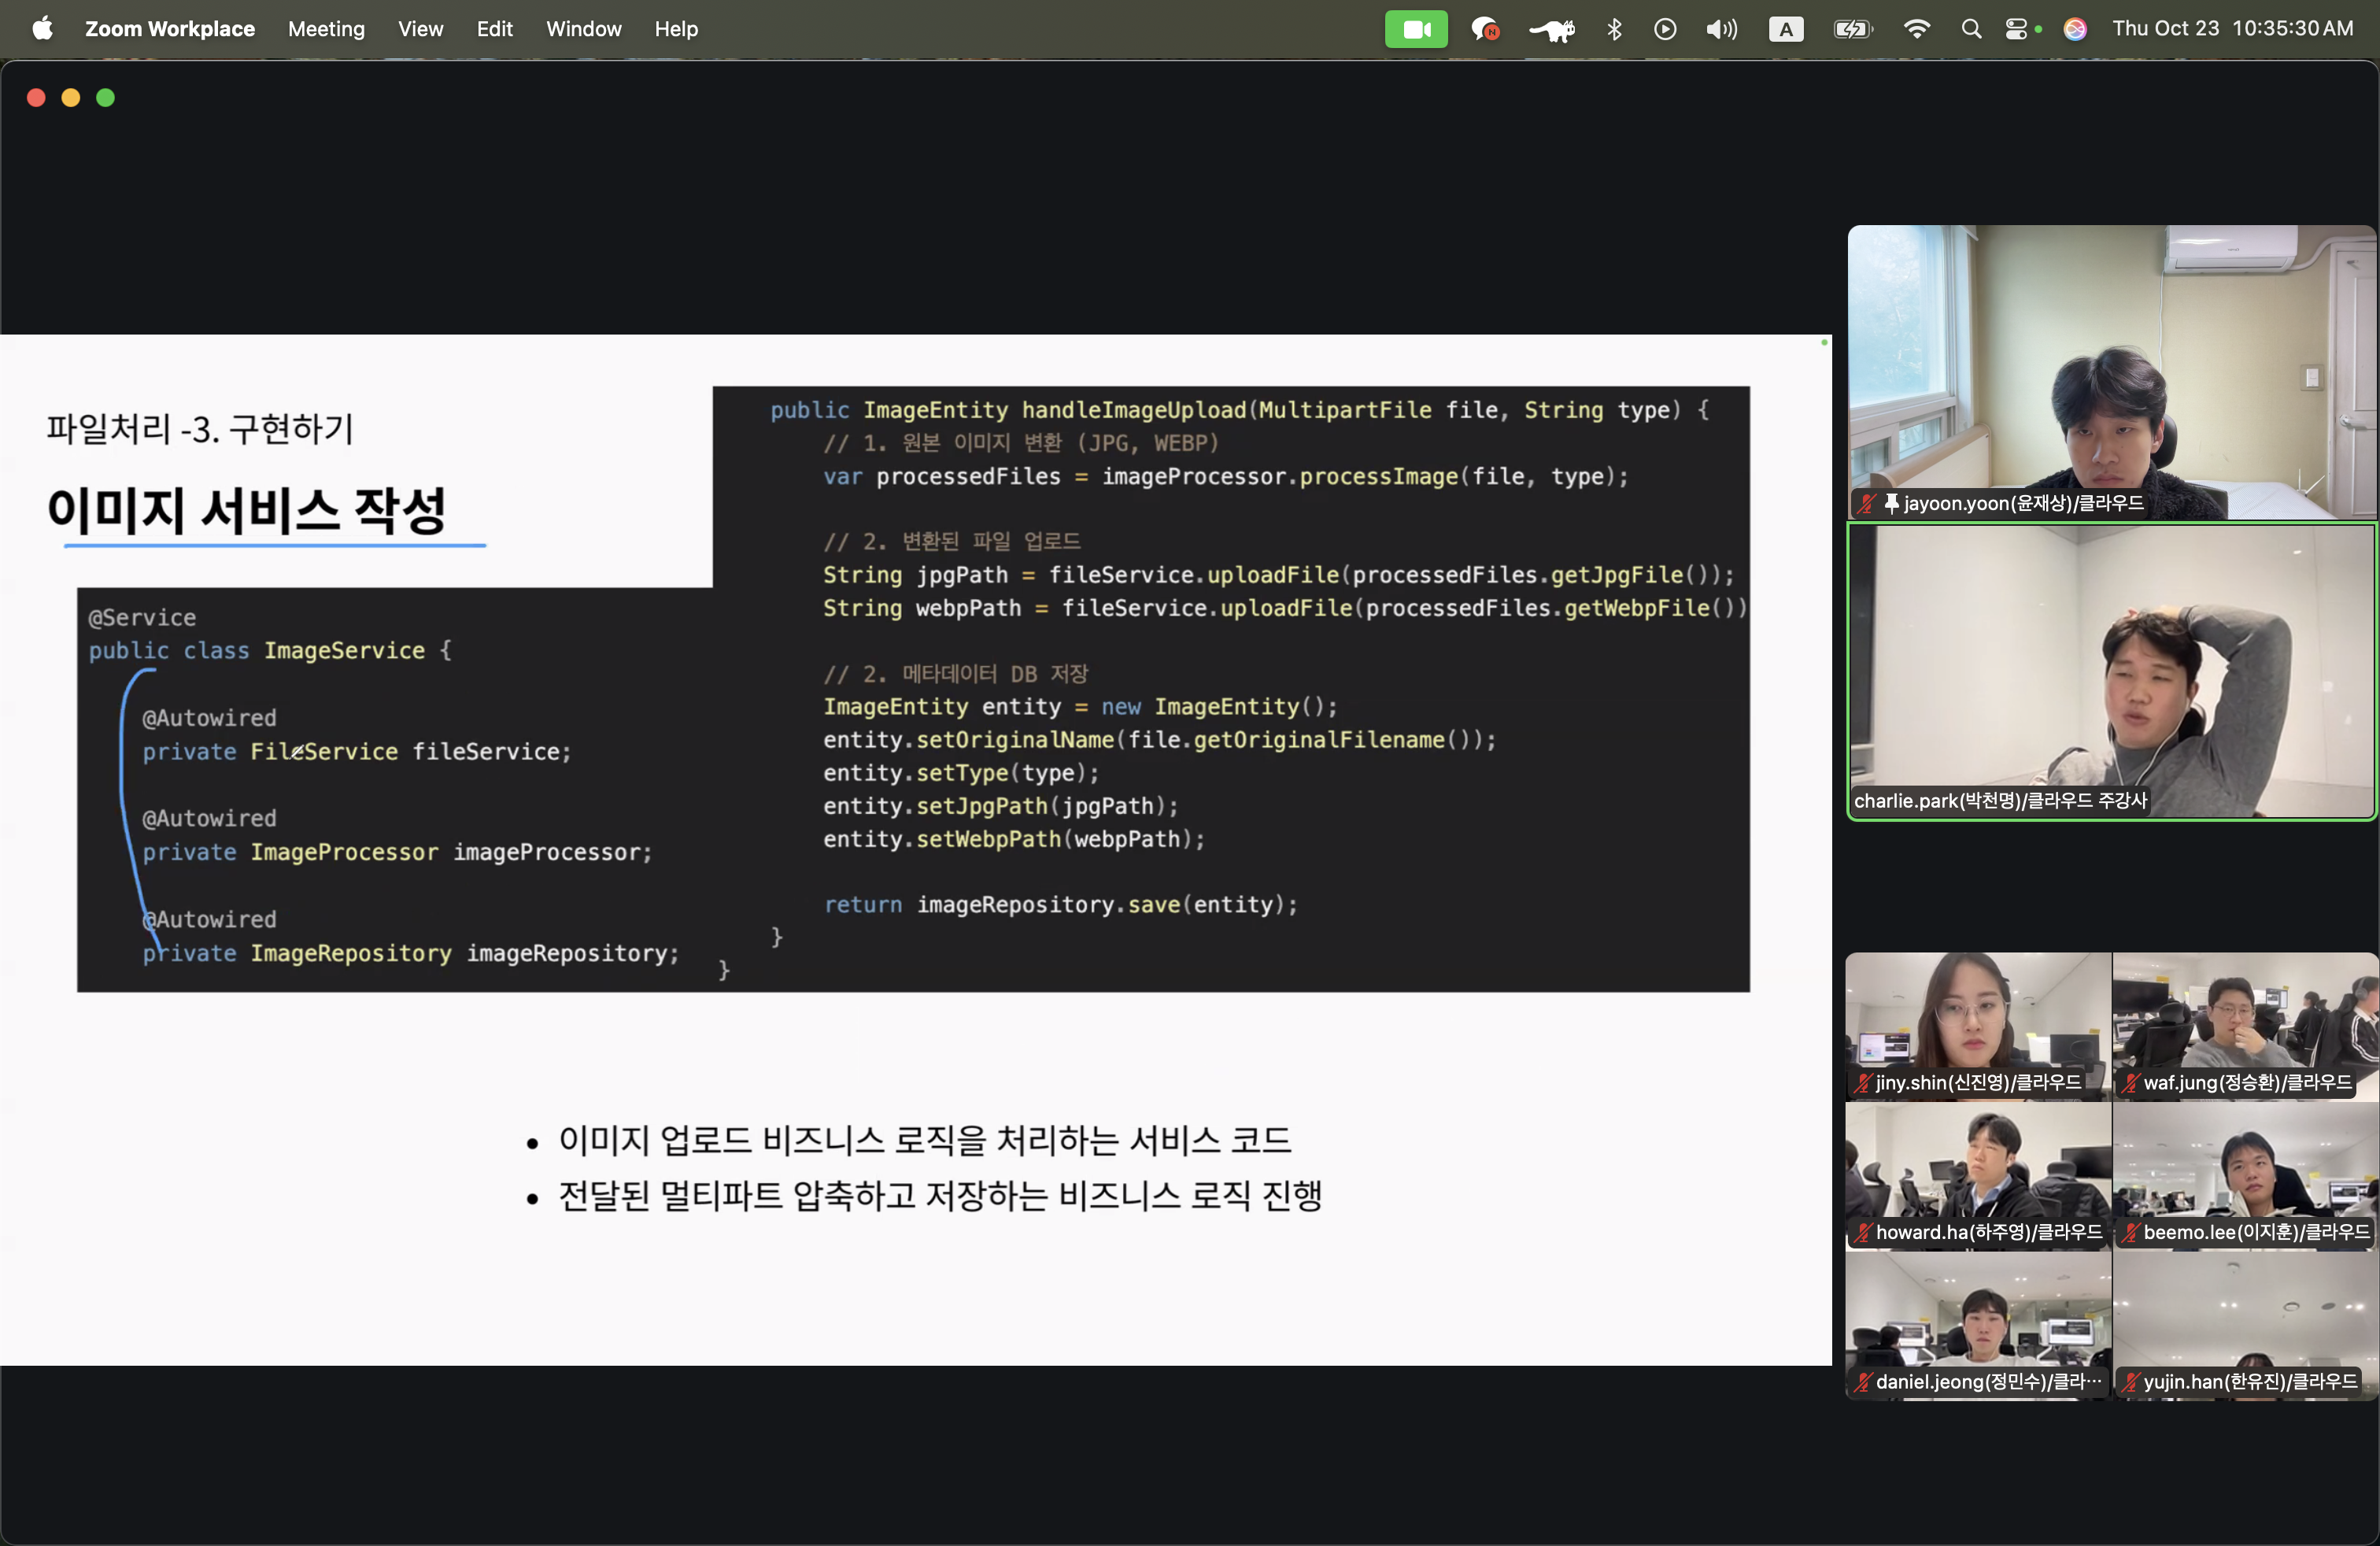 Zoom Workplace Meeting View Edit Window Help
A
Thu Oct 23 10:35:30 AM
파일처리 -3. 구현하기
이미지 서비스 작성
@Service
public class ImageService {
@Autowired
private FileService fileService;
@Autowired
private ImageProcessor imageProcessor;
@Autowired
private ImageRepository imageRepository;
public ImageEntity handleImageUpload(MultipartFile file, String type) {
// 1. 원본 이미지 변환 (JPG, WEBP)
var processedFiles = imageProcessor.processImage(file, type);
// 2. 변환된 파일 업로드
String jpgPath = fileService.uploadFile(processedFiles.getJpgFile());
String webpPath = fileService.uploadFile(processedFiles.getWebpFile())
// 2. 메타데이터 DB 저장
ImageEntity entity = new ImageEntity();
entity.setOriginalName(file.getOriginalFilename());
entity.setType(type);
entity.setJpgPath(jpgPath);
entity.setWebpPath(webpPath);
return imageRepository.save(entity);
}
}
• 이미지 업로드 비즈니스 로직을 처리하는 서비스 코드
• 전달된 멀티파트 압축하고 저장하는 비즈니스 로직 진행
jayoon.yoon(윤재상)/클라우드
charlie.park(박천명)/클라우드 주강사
jiny.shin(신진영)/클라우드
waf.jung(정승환)/클라우드
howard.ha(하주영)/클라우드
beemo.lee(이지훈)/클라우드
daniel.jeong(정민수)/클라…
yujin.han(한유진)/클라우드